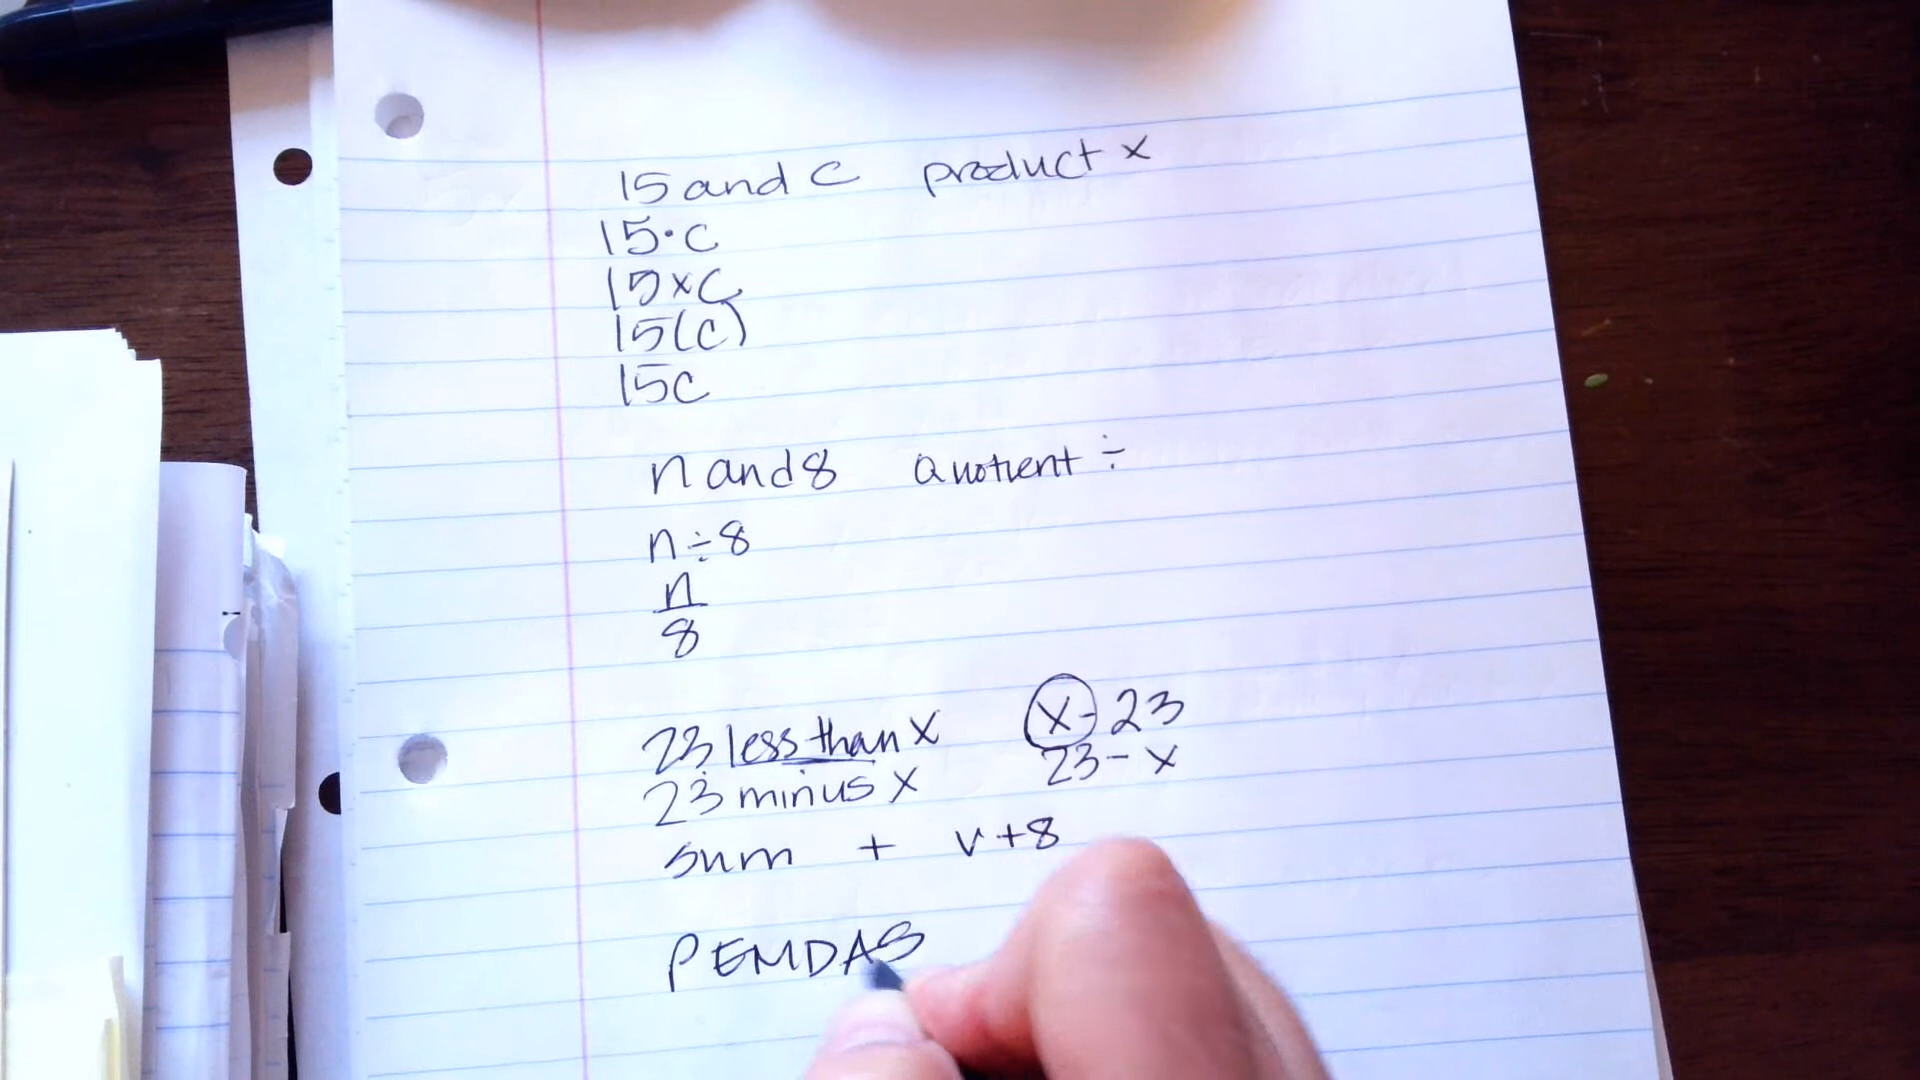 15 and C product ×
15·C
15×C
15(C)
15C
n and 8 Quotient ÷
n÷8
n
8
23 less than X X-23
23 minus X 23-X
sum + v+8
PEMDAS